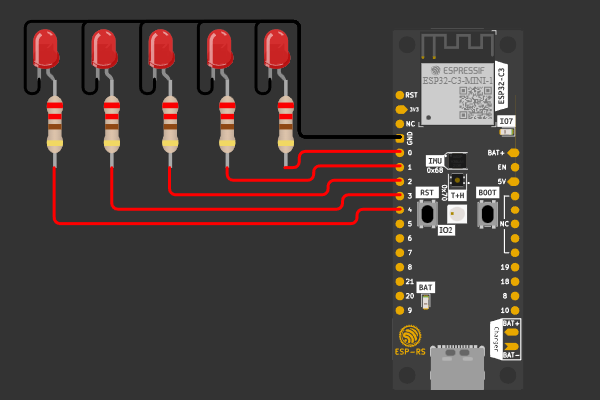 ESPRESSIF
ESP32-C3-MINI-1
ESP32-C3
RST
3V3
NC
GND
0
1
2
3
4
5
6
7
8
21
20
9
IO7
BAT+
EN
5V
NC
19
18
8
10
IMU
0x68
0x70
T+H
RST
BOOT
IO2
BAT
ESP-RS
Charger
BAT+
BAT-